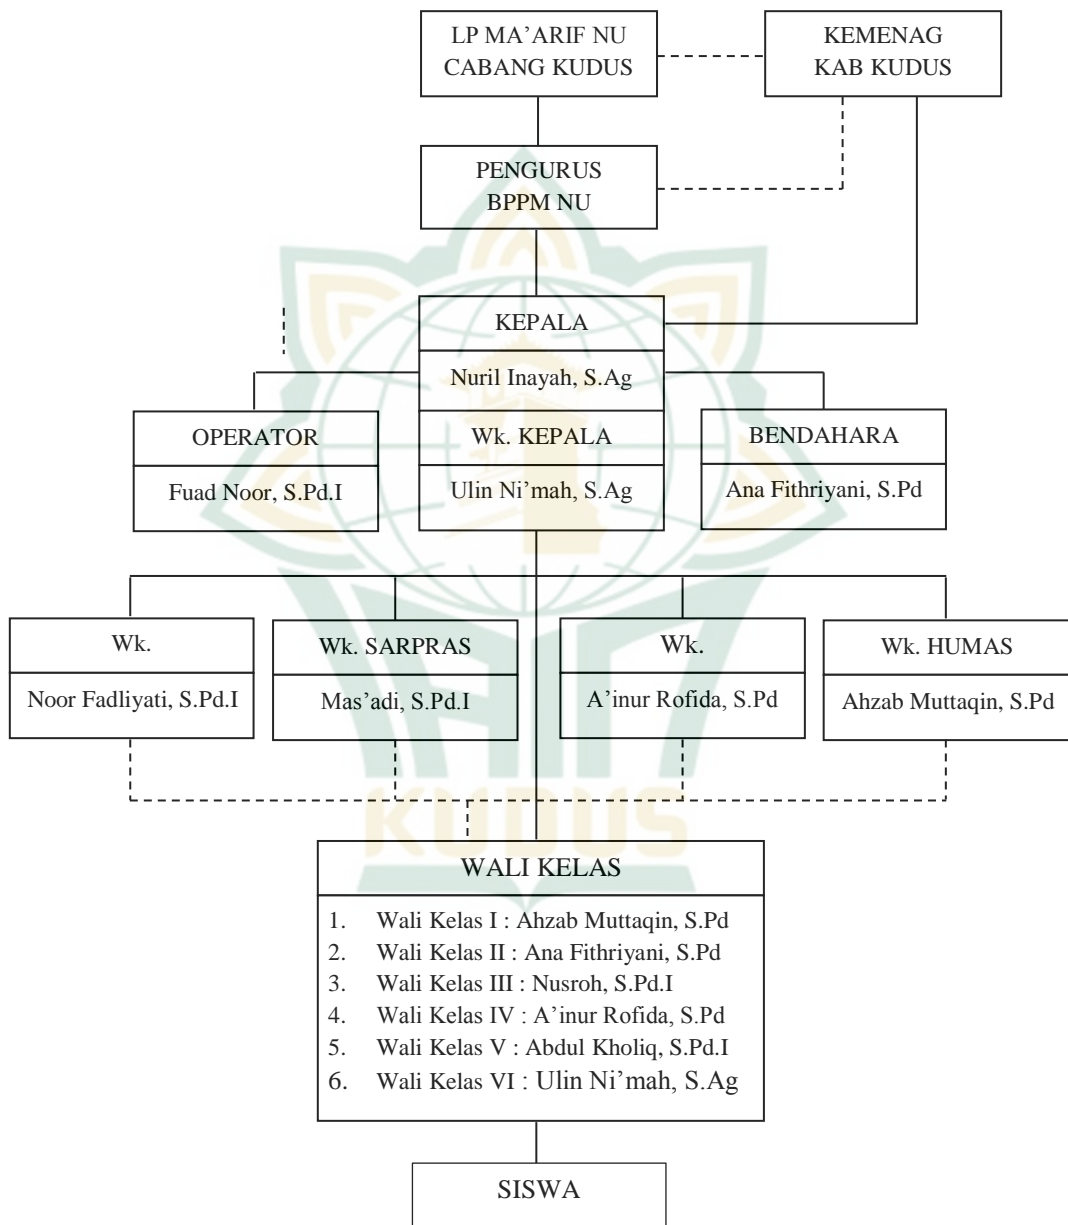 LP MA’ARIF NU
CABANG KUDUS
KEMENAG
KAB KUDUS
PENGURUS
BPPM NU
KEPALA
Nuril Inayah, S.Ag
Wk. KEPALA
Ulin Ni’mah, S.Ag
OPERATOR
Fuad Noor, S.Pd.I
BENDAHARA
Ana Fithriyani, S.Pd
Wk.
Noor Fadliyati, S.Pd.I
Wk. SARPRAS
Mas’adi, S.Pd.I
Wk.
A’inur Rofida, S.Pd
Wk. HUMAS
Ahzab Muttaqin, S.Pd
KUDUS
WALI KELAS
1. Wali Kelas I : Ahzab Muttaqin, S.Pd
2. Wali Kelas II : Ana Fithriyani, S.Pd
3. Wali Kelas III : Nusroh, S.Pd.I
4. Wali Kelas IV : A’inur Rofida, S.Pd
5. Wali Kelas V : Abdul Kholiq, S.Pd.I
6. Wali Kelas VI : Ulin Ni’mah, S.Ag
SISWA